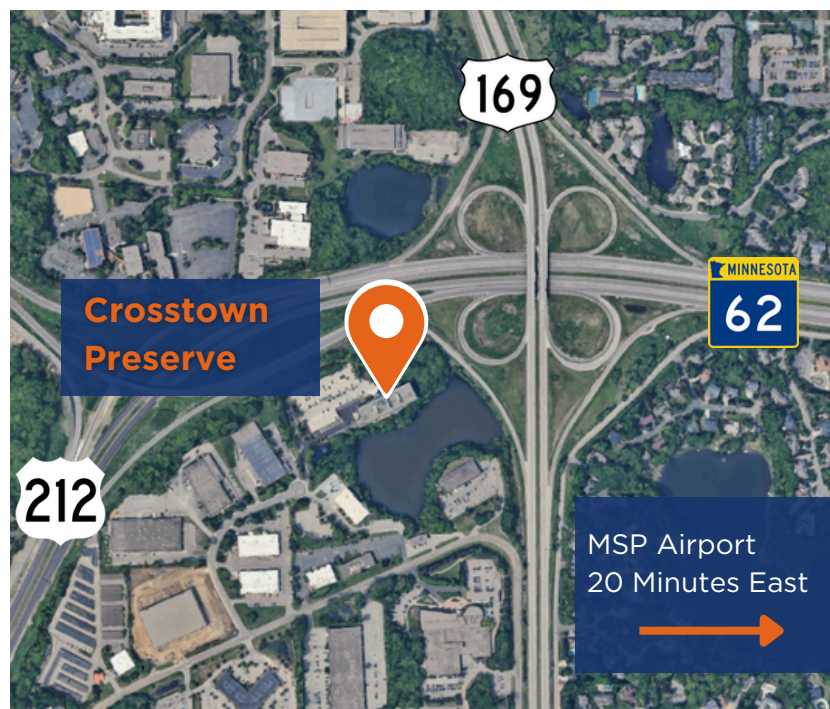 169
MINNESOTA
62
Crosstown
Preserve
212
MSP Airport
20 Minutes East